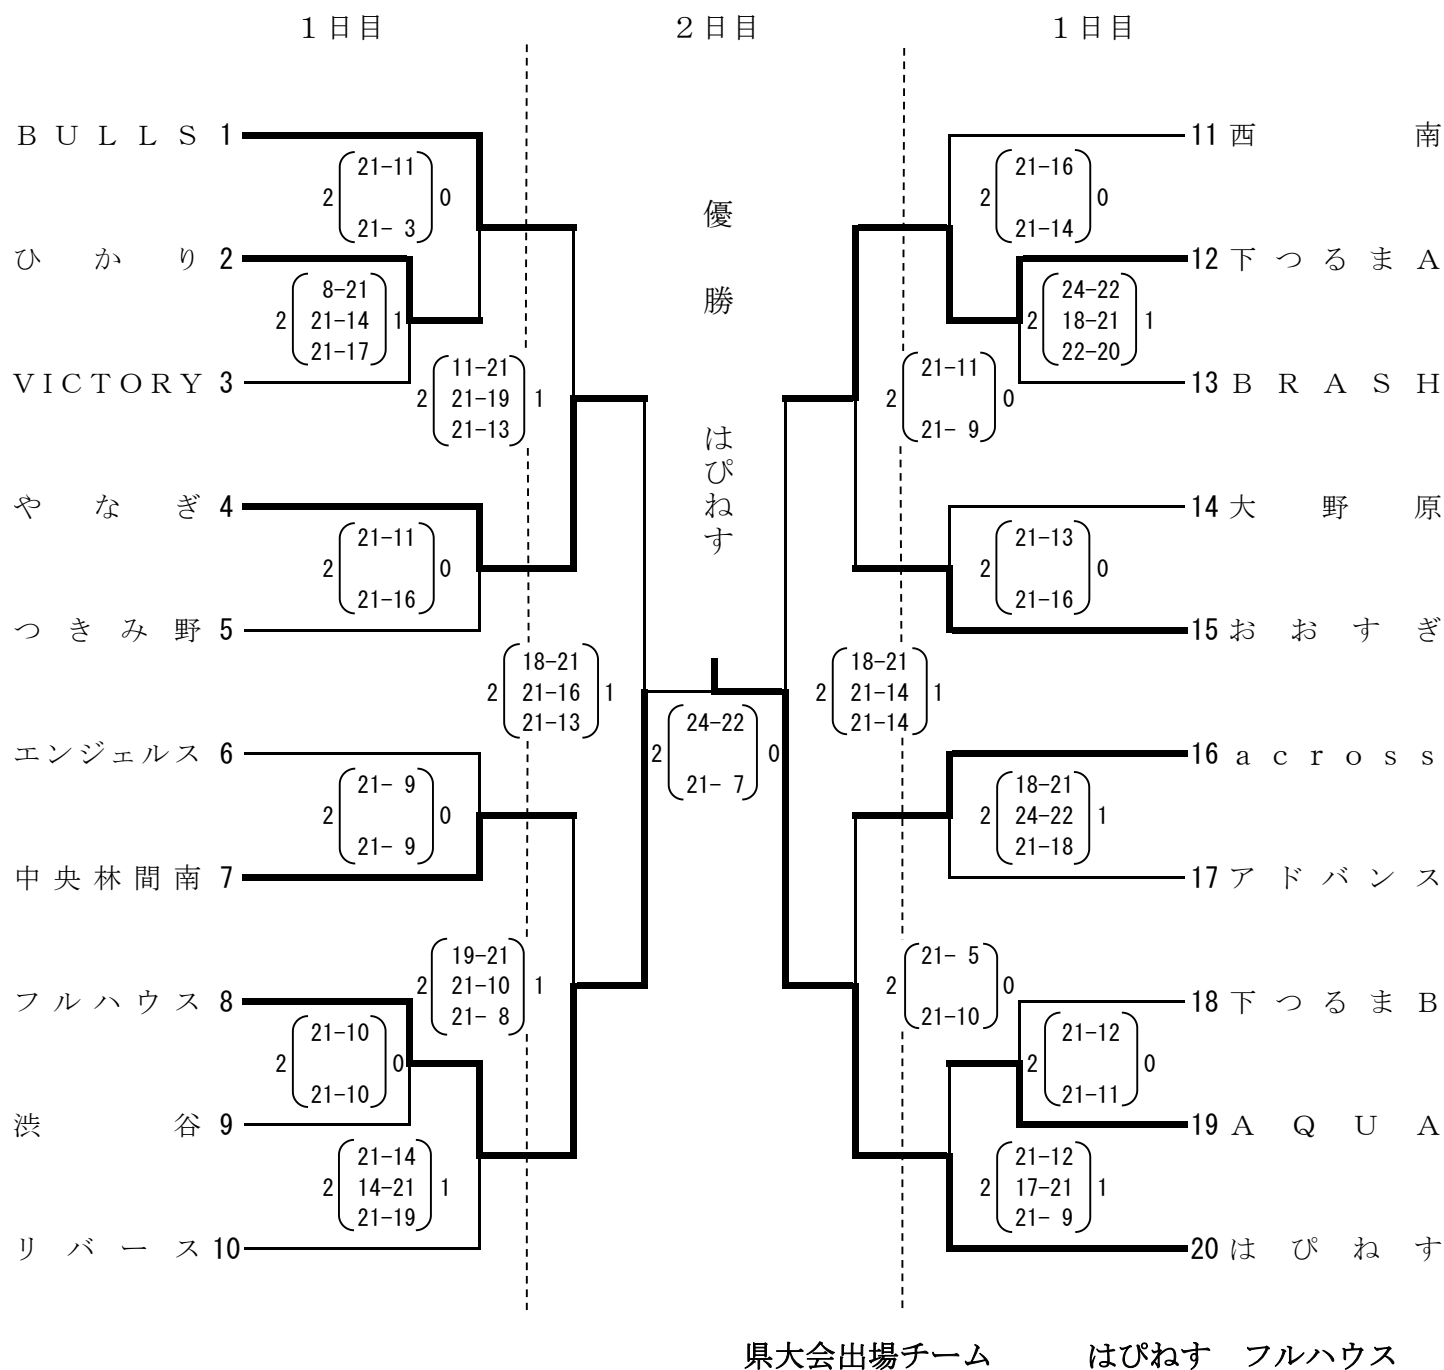 １日目 ２日目 １日目
ＢＵＬＬＳ 1
11 西南
21-11
2 0
21- 3
21-16
2 0
21-14
優勝 はぴねす
ひかり 2
12 下つるまＡ
8-21
2 21-14 1
21-17
24-22
2 18-21 1
22-20
ＶＩＣＴＯＲＹ 3
13 ＢＲＡＳＨ
11-21
2 21-19 1
21-13
21-11
2 0
21- 9
やなぎ 4
14 大野原
21-11
2 0
21-16
21-13
2 0
21-16
つきみ野 5
15 おおすぎ
18-21
2 21-16 1
21-13
18-21
2 21-14 1
21-14
24-22
2 0
21- 7
エンジェルス 6
16 ａｃｒｏｓｓ
21- 9
2 0
21- 9
18-21
2 24-22 1
21-18
中央林間南 7
17 アドバンス
19-21
2 21-10 1
21- 8
21- 5
2 0
21-10
フルハウス 8
18 下つるまＢ
21-10
2 0
21-10
21-12
2 0
21-11
渋谷 9
19 ＡＱＵＡ
21-14
2 14-21 1
21-19
21-12
2 17-21 1
21- 9
リバース 10
20 はぴねす
県大会出場チーム はぴねす フルハウス